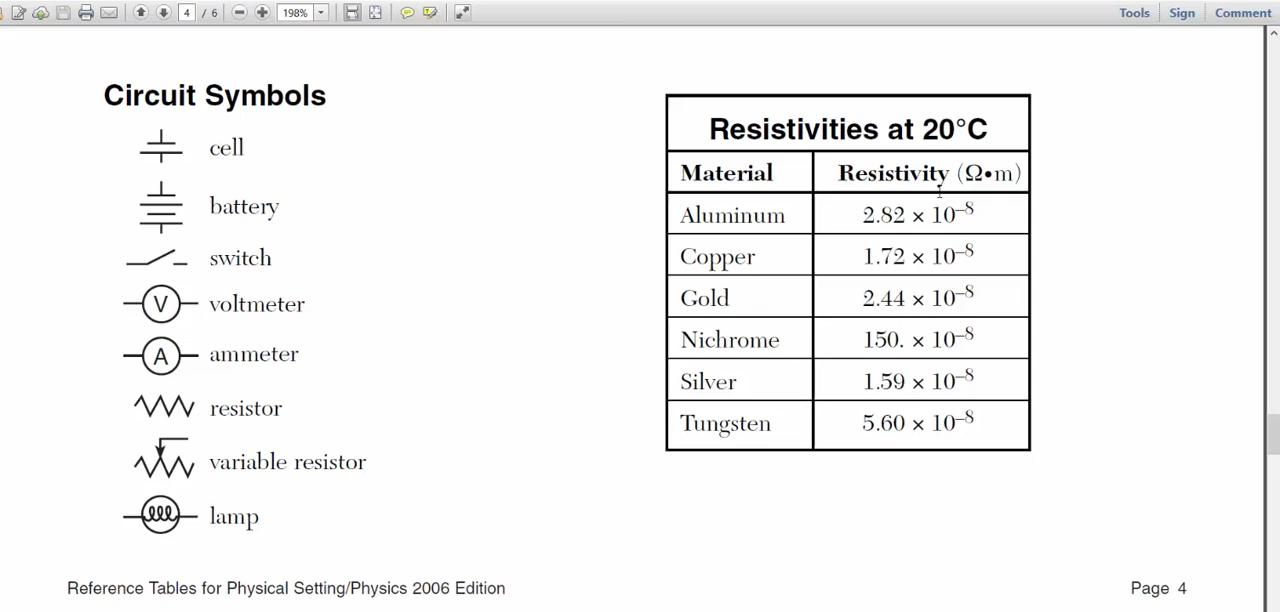 4 / 6
198%
Tools
Sign
Comment
Circuit Symbols
cell
battery
switch
V voltmeter
A ammeter
resistor
variable resistor
lamp
Resistivities at 20°C
Material Resistivity (Ω•m)
Aluminum 2.82 × 10⁻⁸
Copper 1.72 × 10⁻⁸
Gold 2.44 × 10⁻⁸
Nichrome 150. × 10⁻⁸
Silver 1.59 × 10⁻⁸
Tungsten 5.60 × 10⁻⁸
Reference Tables for Physical Setting/Physics 2006 Edition
Page 4